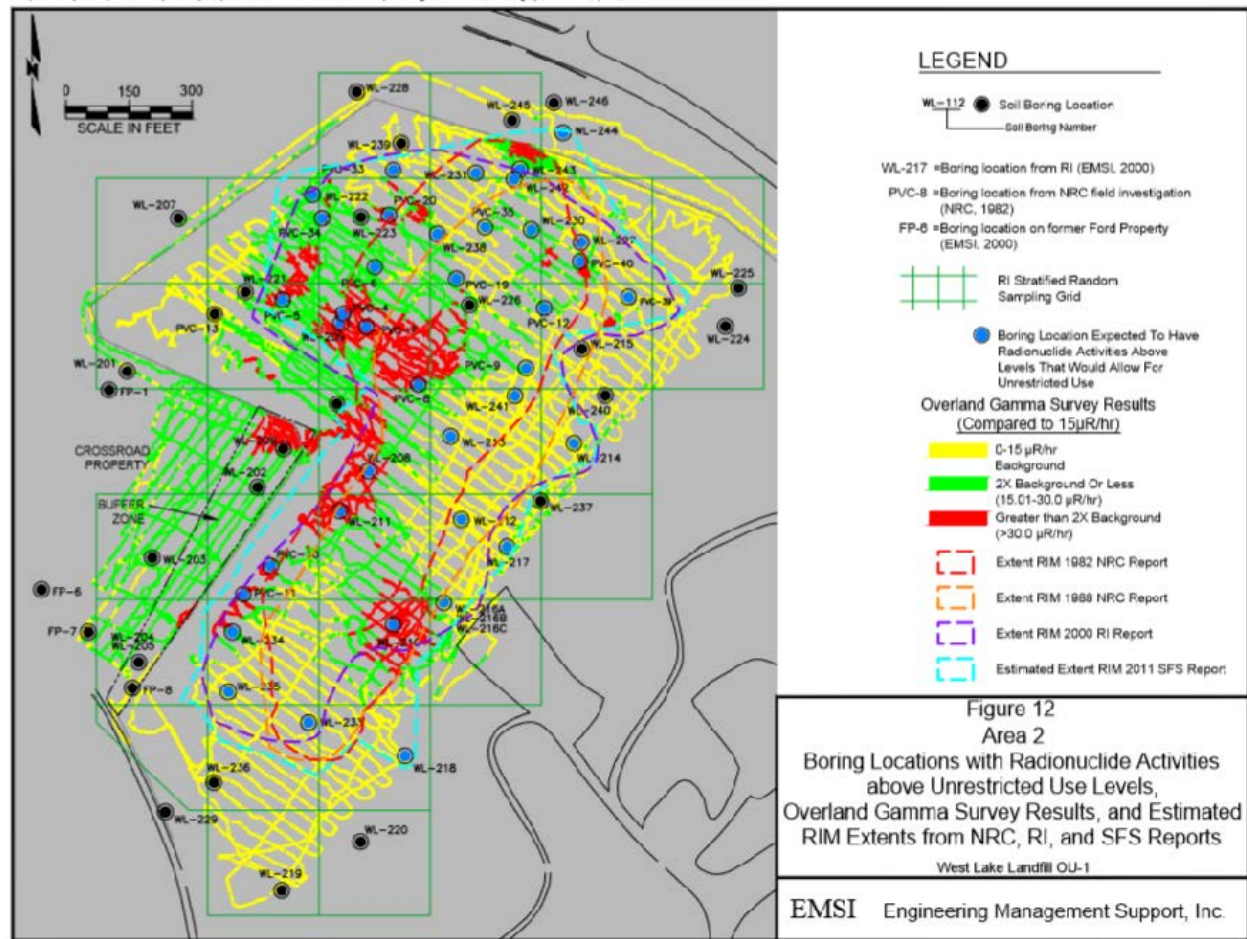 0 150 300
SCALE IN FEET
WL-228
WL-245
WL-246
WL-244
WL-239
WL-231
WL-243
WL-242
PVC-33
WL-207
WL-222
PVC-20
PVC-34
WL-223
PVC-35
WL-230
WL-238
PVC-40
WL-221
PVC-19
WL-225
WL-226
PVC-5
PVC-13
PVC-12
WL-224
WL-215
WL-201
FP-1
PVC-9
PVC-8
WL-241
WL-240
CROSSROAD
PROPERTY
WL-214
WL-208
WL-202
BUFFER
ZONE
WL-237
WL-211
WL-203
WL-217
FP-6
PVC-11
WL-216A
WL-216B
WL-216C
FP-7
WL-204
WL-205
WL-234
FP-8
WL-235
WL-233
WL-218
WL-236
WL-229
WL-220
WL-219
LEGEND
WL-112 Soil Boring Location
Soil Boring Number
WL-217 =Boring location from RI (EMSI, 2000)
PVC-8 =Boring location from NRC field investigation
(NRC, 1982)
FP-6 =Boring location on former Ford Property
(EMSI, 2000)
RI Stratified Random
Sampling Grid
Boring Location Expected To Have
Radionuclide Activities Above
Levels That Would Allow For
Unrestricted Use
Overland Gamma Survey Results
(Compared to 15µR/hr)
0-15 µR/hr
Background
2X Background Or Less
(15.01-30.0 µR/hr)
Greater than 2X Background
(>30.0 µR/hr)
Extent RIM 1982 NRC Report
Extent RIM 1988 NRC Report
Extent RIM 2000 RI Report
Estimated Extent RIM 2011 SFS Report
Figure 12
Area 2
Boring Locations with Radionuclide Activities
above Unrestricted Use Levels,
Overland Gamma Survey Results, and Estimated
RIM Extents from NRC, RI, and SFS Reports
West Lake Landfill OU-1
EMSI Engineering Management Support, Inc.